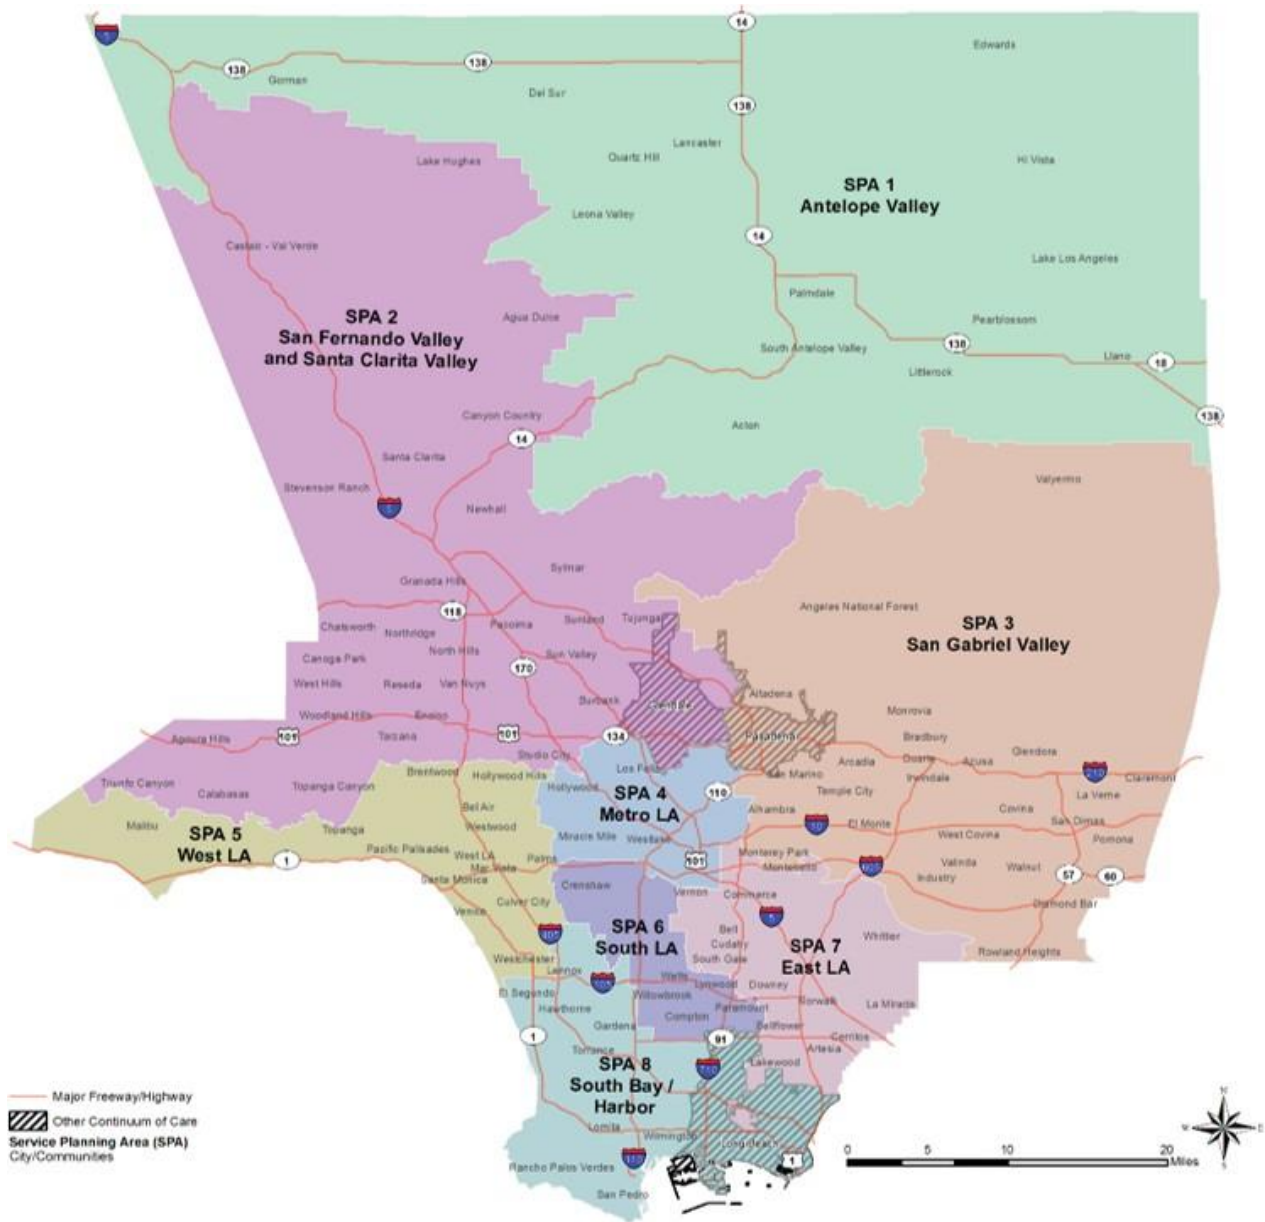 5
14
138
138
Edwards
Gorman
Del Sur
138
Lancaster
Quartz Hill
Hi Vista
Lake Hughes
SPA 1
Antelope Valley
Leona Valley
14
Castaic - Val Verde
Lake Los Angeles
Palmdale
SPA 2
San Fernando Valley
and Santa Clarita Valley
Agua Dulce
Pearblossom
South Antelope Valley
138
Llano
18
Littlerock
Canyon Country
138
14
Acton
Santa Clarita
Stevenson Ranch
5
Newhall
Valyermo
Sylmar
Granada Hills
118
Angeles National Forest
SPA 3
San Gabriel Valley
Chatsworth
Northridge
Pacoima
Sunland
Tujunga
Canoga Park
North Hills
Sun Valley
170
West Hills
Reseda
Van Nuys
Burbank
Glendale
Altadena
Woodland Hills
Encino
Monrovia
Agoura Hills
101
Tarzana
101
134
Pasadena
Bradbury
Studio City
Arcadia
Duarte
Azusa
Glendora
Triunfo Canyon
Calabasas
Topanga Canyon
Brentwood
Hollywood Hills
Los Feliz
San Marino
Irwindale
210
Claremont
Hollywood
SPA 4
Metro LA
110
Temple City
La Verne
Malibu
SPA 5
West LA
Topanga
Bel Air
Westwood
Alhambra
10
El Monte
Covina
San Dimas
Miracle Mile
Westlake
West Covina
Pomona
1
Pacific Palisades
West LA
Mar Vista
Palms
101
Monterey Park
Montebello
605
Valinda
Industry
Walnut
57
60
Santa Monica
Crenshaw
Vernon
Commerce
Venice
Culver City
Diamond Bar
405
SPA 6
South LA
5
Bell
Cudahy
South Gate
SPA 7
East LA
Whittier
Rowland Heights
Westchester
Lennox
105
Watts
Lynwood
Downey
El Segundo
Willowbrook
Norwalk
La Mirada
Hawthorne
Compton
Paramount
Gardena
Bellflower
1
91
Cerritos
Artesia
Torrance
Lakewood
SPA 8
South Bay /
Harbor
710
Lomita
Wilmington
Long Beach
110
1
Rancho Palos Verdes
San Pedro
Major Freeway/Highway
Other Continuum of Care
Service Planning Area (SPA)
City/Communities
N
W
E
S
0
5
10
20
Miles